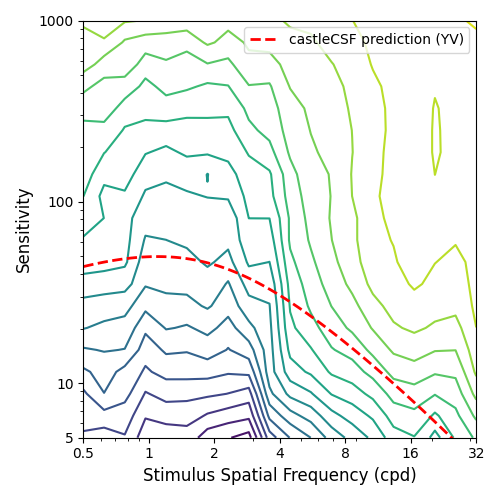 castleCSF prediction (YV)
1000
100
10
5
Sensitivity
0.5 1 2 4 8 16 32
Stimulus Spatial Frequency (cpd)